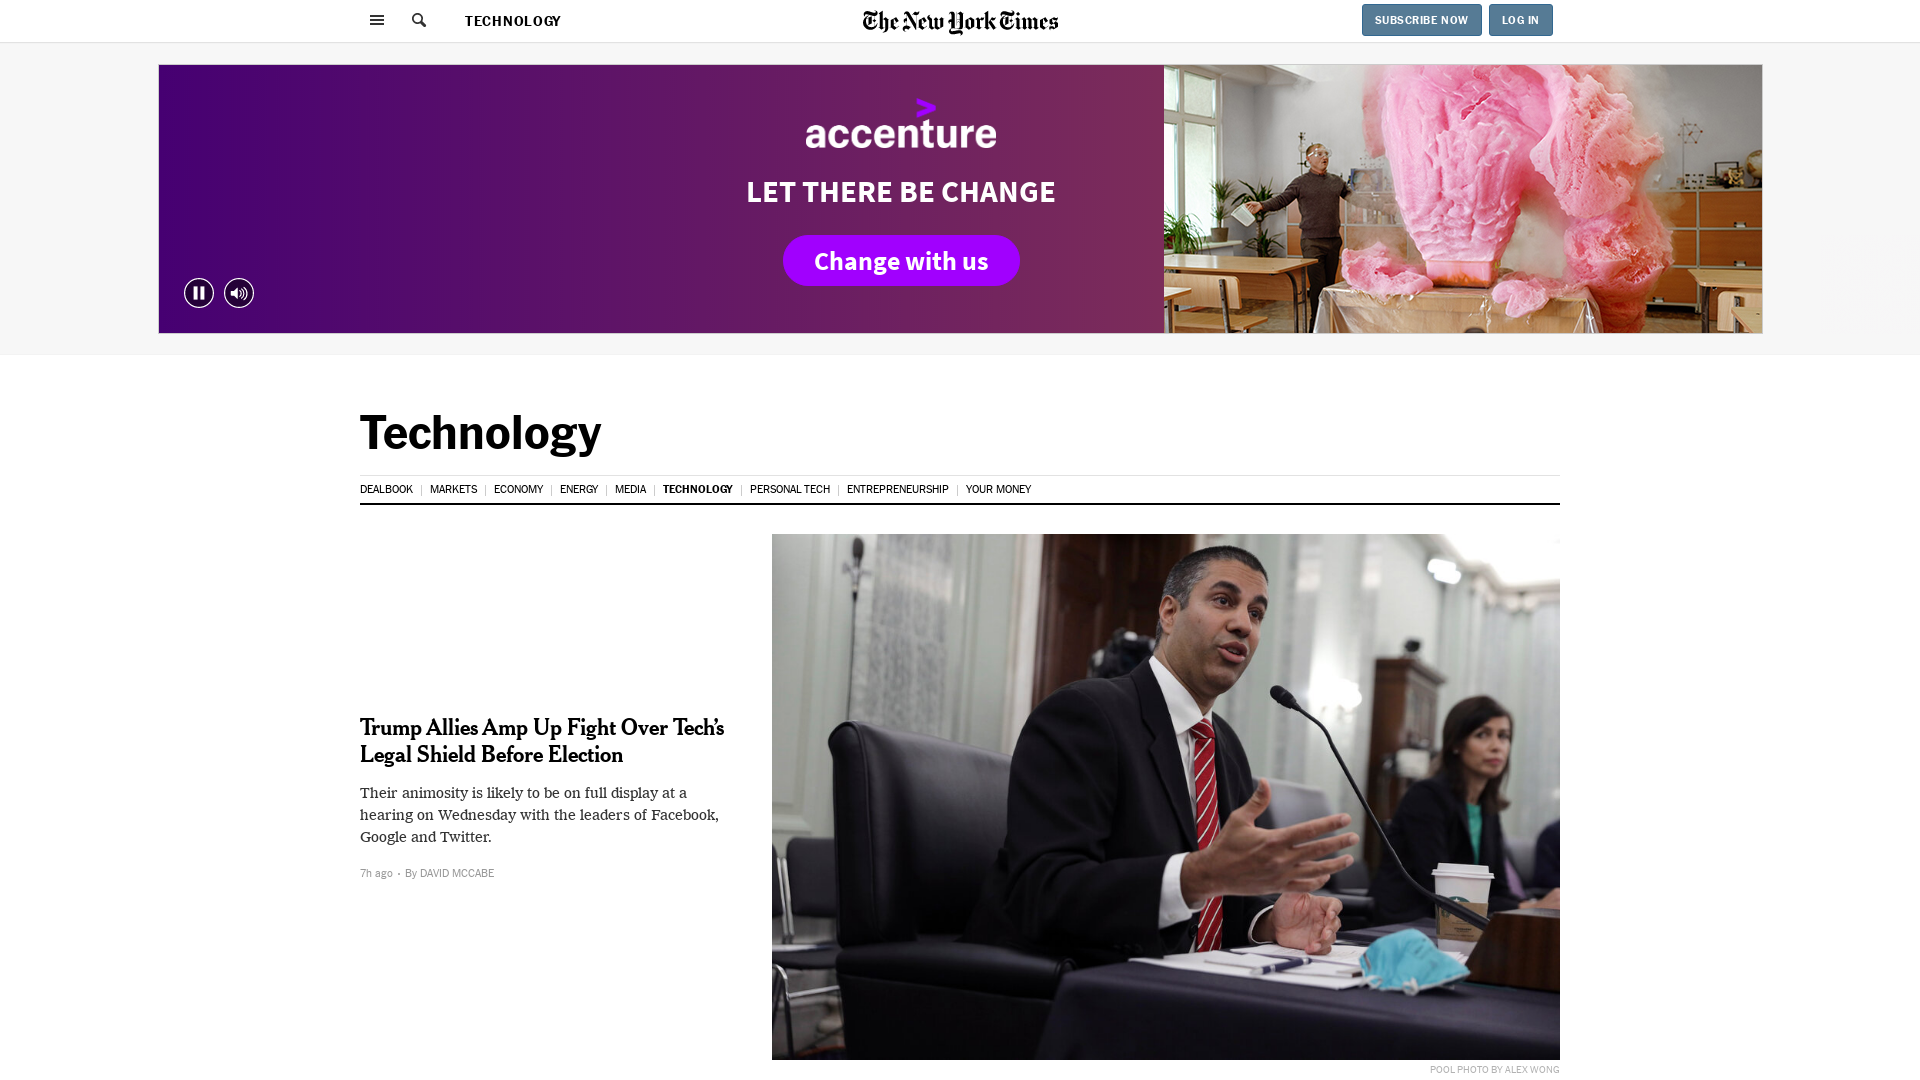 TECHNOLOGY
The New York Times
SUBSCRIBE NOW
LOG IN
accenture
LET THERE BE CHANGE
Change with us
Technology
DEALBOOK
MARKETS
ECONOMY
ENERGY
MEDIA
TECHNOLOGY
PERSONAL TECH
ENTREPRENEURSHIP
YOUR MONEY
Trump Allies Amp Up Fight Over Tech’s
Legal Shield Before Election
Their animosity is likely to be on full display at a
hearing on Wednesday with the leaders of Facebook,
Google and Twitter.
7h ago • By DAVID MCCABE
POOL PHOTO BY ALEX WONG